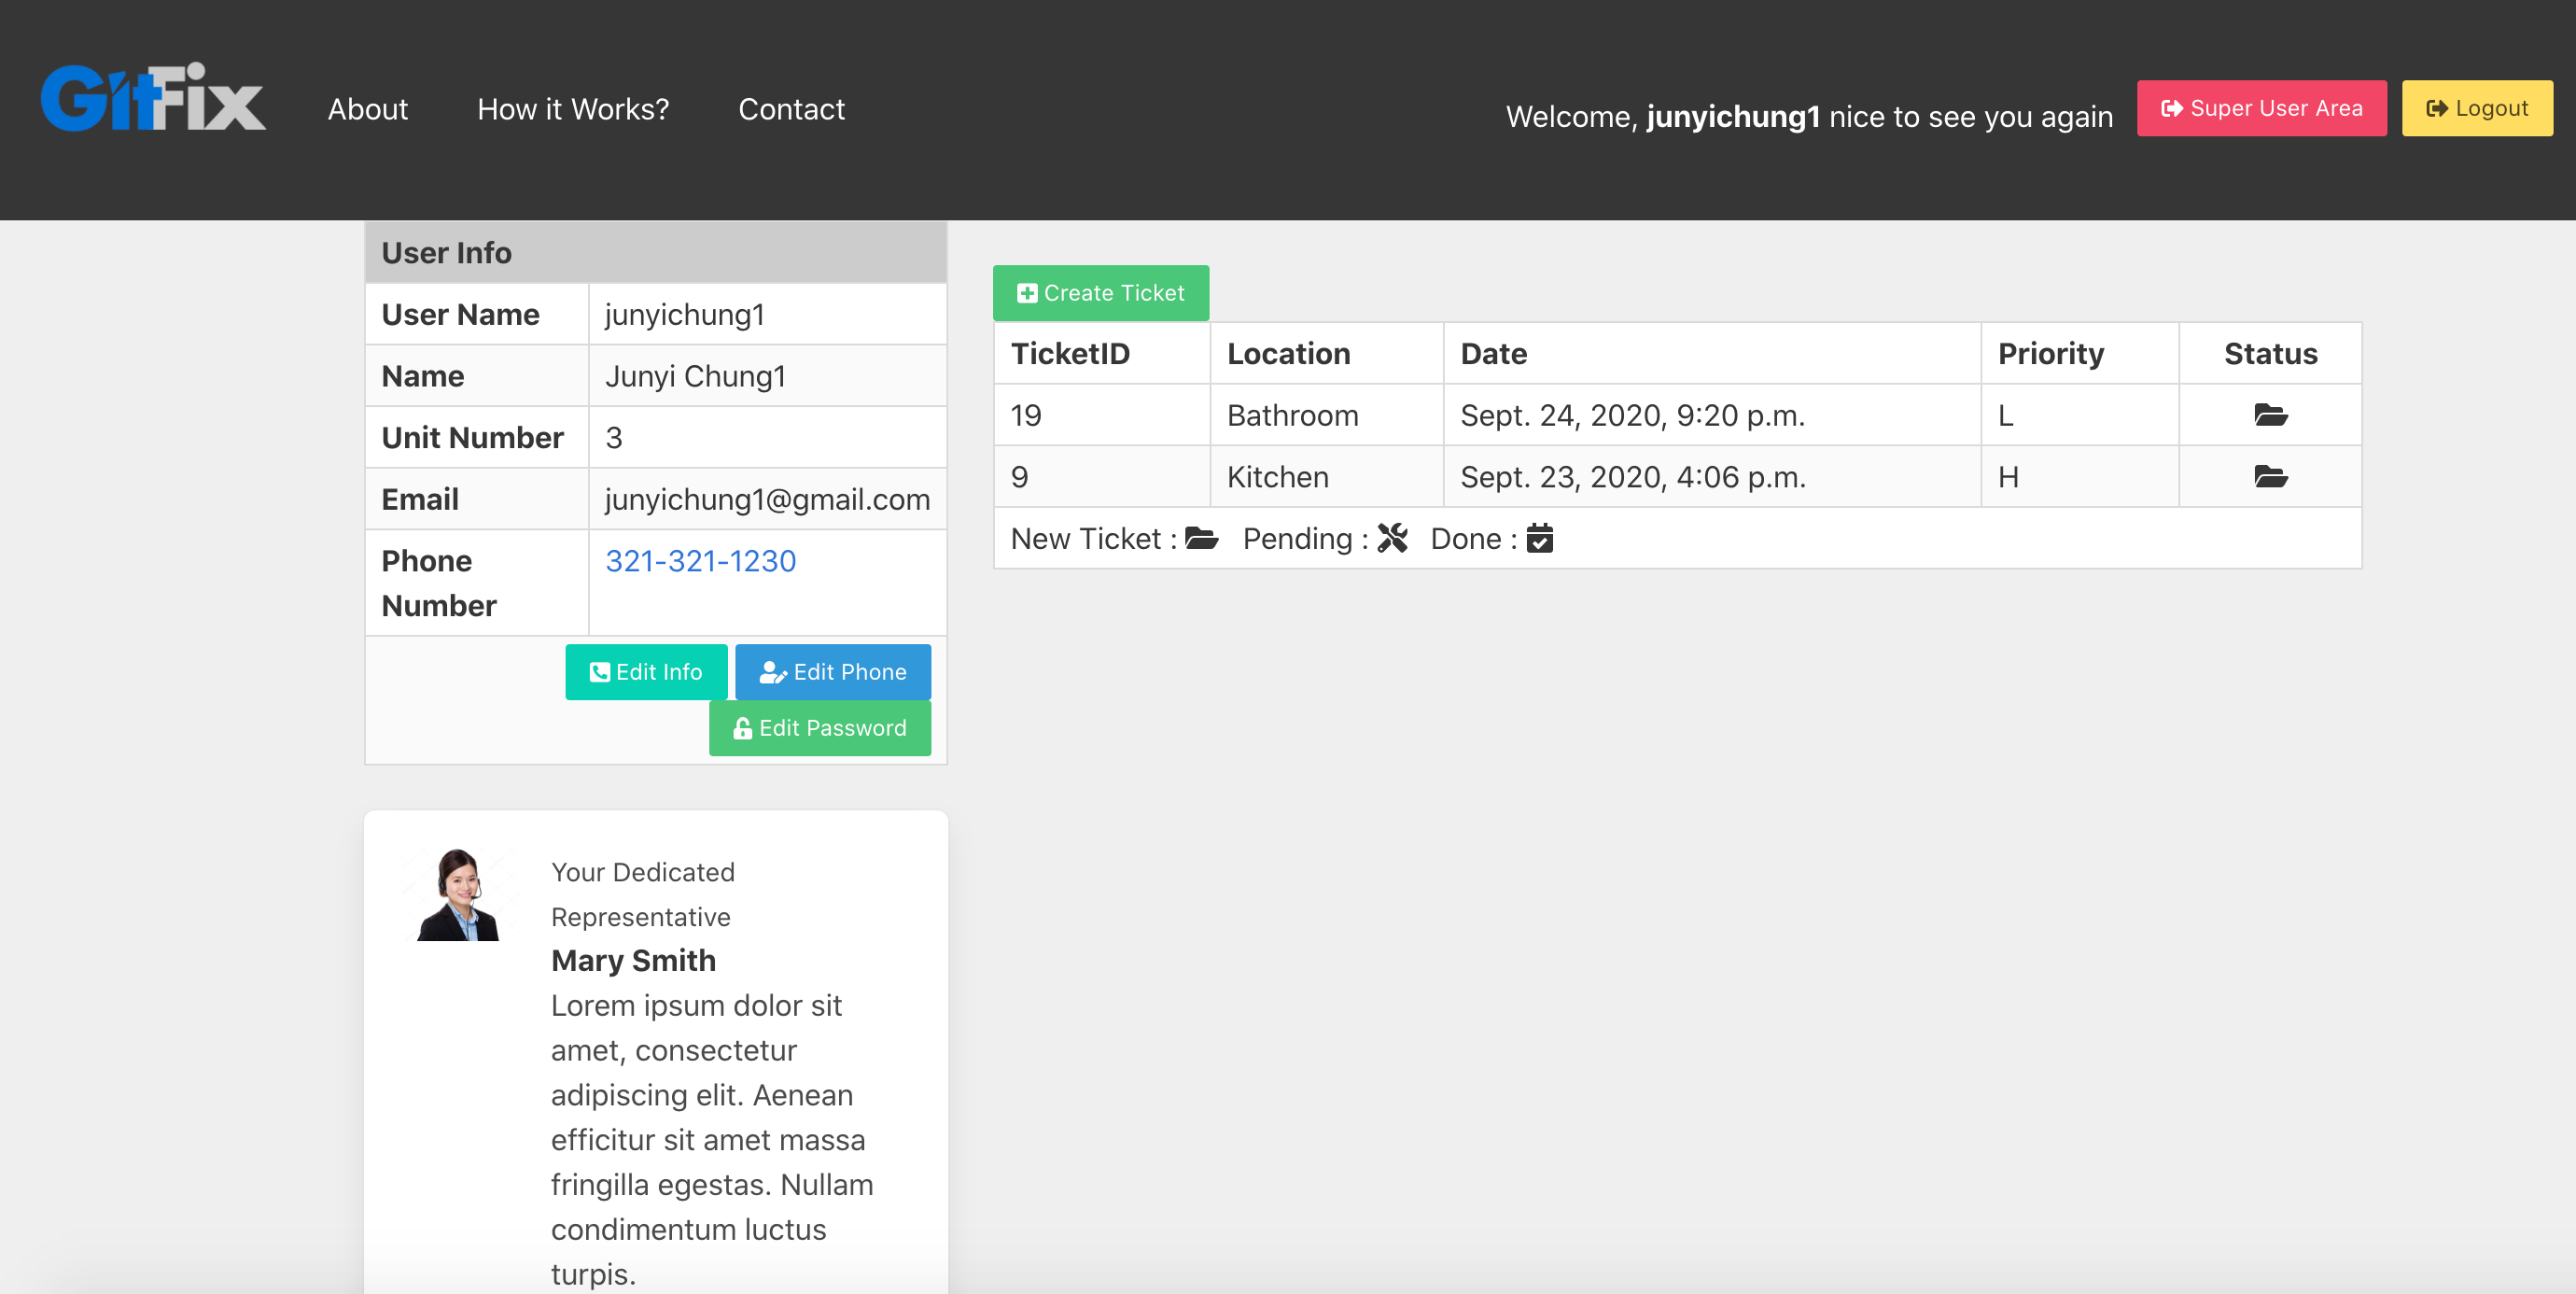 GitFix
About How it Works? Contact
Welcome, junyichung1 nice to see you again
Super User Area
Logout
User Info
User Name junyichung1
Name Junyi Chung1
Unit Number 3
Email junyichung1@gmail.com
Phone 321-321-1230
Number
Edit Info Edit Phone
Edit Password
Your Dedicated
Representative
Mary Smith
Lorem ipsum dolor sit
amet, consectetur
adipiscing elit. Aenean
efficitur sit amet massa
fringilla egestas. Nullam
condimentum luctus
turpis.
Create Ticket
TicketID Location Date Priority Status
19 Bathroom Sept. 24, 2020, 9:20 p.m. L
9 Kitchen Sept. 23, 2020, 4:06 p.m. H
New Ticket : Pending : Done :